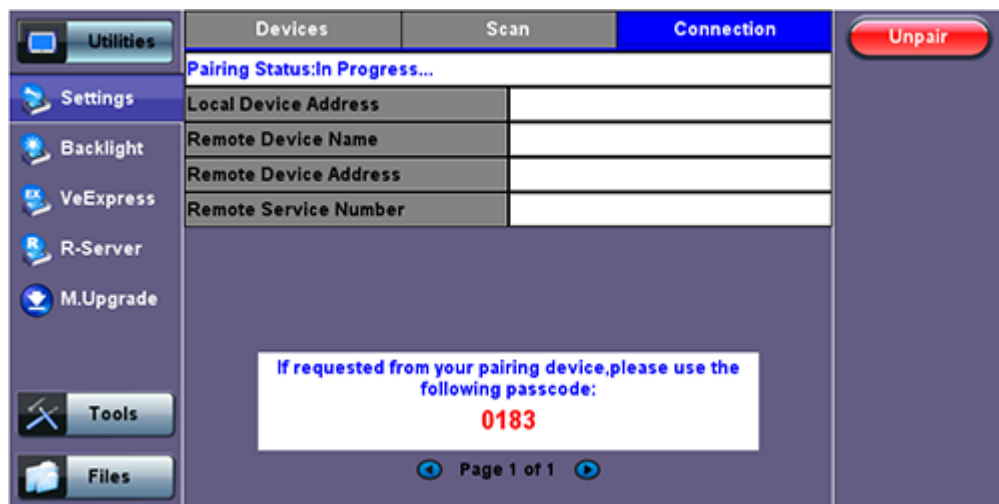 Utilities
Settings
Backlight
EX
VeExpress
R
R-Server
M.Upgrade
Tools
Files
Devices Scan Connection
Pairing Status:In Progress...
Local Device Address
Remote Device Name
Remote Device Address
Remote Service Number
If requested from your pairing device,please use the
following passcode:
0183
Page 1 of 1
Unpair